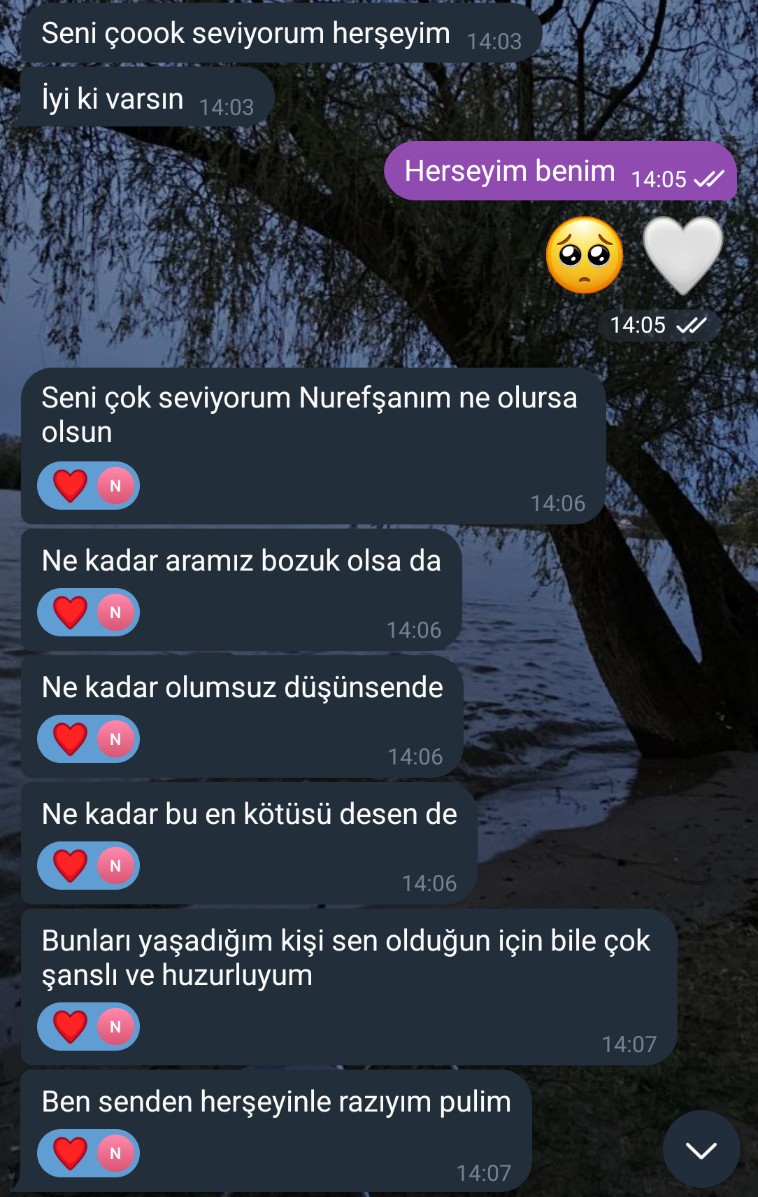 Seni çoook seviyorum herşeyim 14:03
İyi ki varsın 14:03
Herseyim benim 14:05
14:05
Seni çok seviyorum Nurefşanım ne olursa
olsun
N
14:06
Ne kadar aramız bozuk olsa da
N
14:06
Ne kadar olumsuz düşünsende
N
14:06
Ne kadar bu en kötüsü desen de
N
14:06
Bunları yaşadığım kişi sen olduğun için bile çok
şanslı ve huzurluyum
N
14:07
Ben senden herşeyinle razıyım pulim
N
14:07